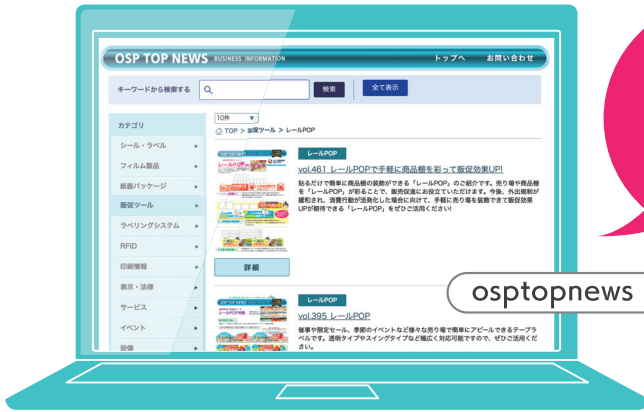 OSP TOP NEWS BUSINESS INFORMATION トップへ お問い合わせ
キーワードから検索する 検索 全て表示
カテゴリ
シール・ラベル
フィルム製品
紙器パッケージ
販促ツール
ラベリングシステム
RFID
印刷情報
表示・法律
サービス
イベント
設備
10件
TOP > 販促ツール > レールPOP
レールPOP
vol.461 レールPOPで手軽に商品棚を彩って販促効果UP!
貼るだけで簡単に商品棚の装飾ができる「レールPOP」のご紹介です。売り場や商品棚
を「レールPOP」が彩ることで、販売促進にお役立ていただけます。今後、外出規制が
緩和され、消費行動が活発化した場合に向けて、手軽に売り場を装飾できて販促効果
UPが期待できる「レールPOP」をぜひご活用ください!
詳細
レールPOP
vol.395 レールPOP
催事や限定セール、季節のイベントなど様々な売り場で簡単にアピールできるテープラ
ベルです。透明タイプやスイングタイプなど幅広く対応可能ですので、ぜひご活用くだ
さい。
osptopnews